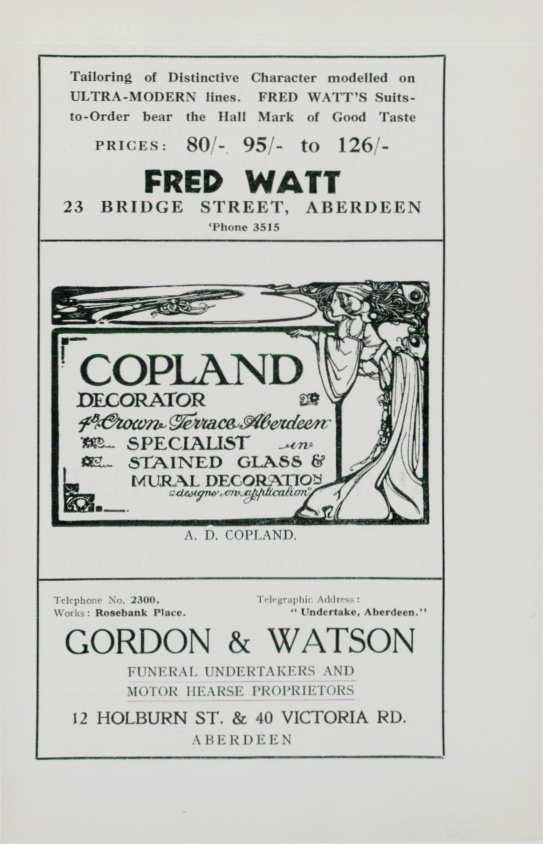 Tailoring of Distinctive Character modelled on
ULTRA-MODERN lines. FRED WATT'S Suits-
to-Order bear the Hall Mark of Good Taste
PRICES: 80/- 95/- to 126/-
FRED WATT
23 BRIDGE STREET, ABERDEEN
'Phone 3515
COPLAND
DECORATOR
4B Crown Terrace Aberdeen
SPECIALIST in
STAINED GLASS &
MURAL DECORATION
"designs on application"
A. D. COPLAND.
Telephone No. 2300.
Works: Rosebank Place.
Telegraphic Address:
"Undertake, Aberdeen."
GORDON & WATSON
FUNERAL UNDERTAKERS AND
MOTOR HEARSE PROPRIETORS
12 HOLBURN ST. & 40 VICTORIA RD.
ABERDEEN